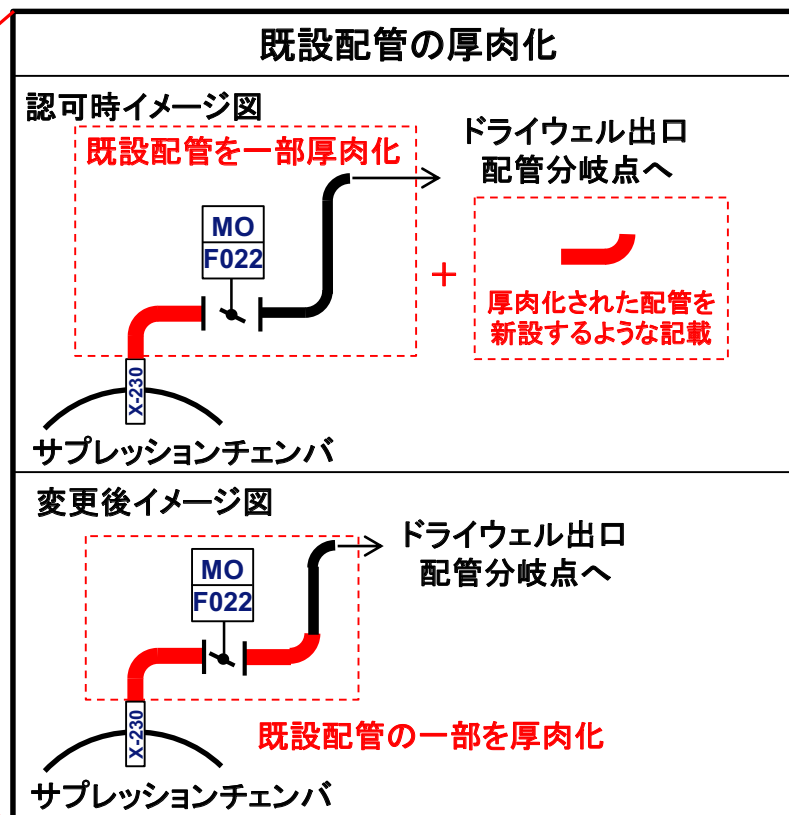 既設配管の厚肉化
認可時イメージ図
既設配管を一部厚肉化
ドライウェル出口
配管分岐点へ
MO
F022
+
厚肉化された配管を
新設するような記載
X-230
サプレッションチェンバ
変更後イメージ図
ドライウェル出口
配管分岐点へ
MO
F022
X-230
既設配管の一部を厚肉化
サプレッションチェンバ